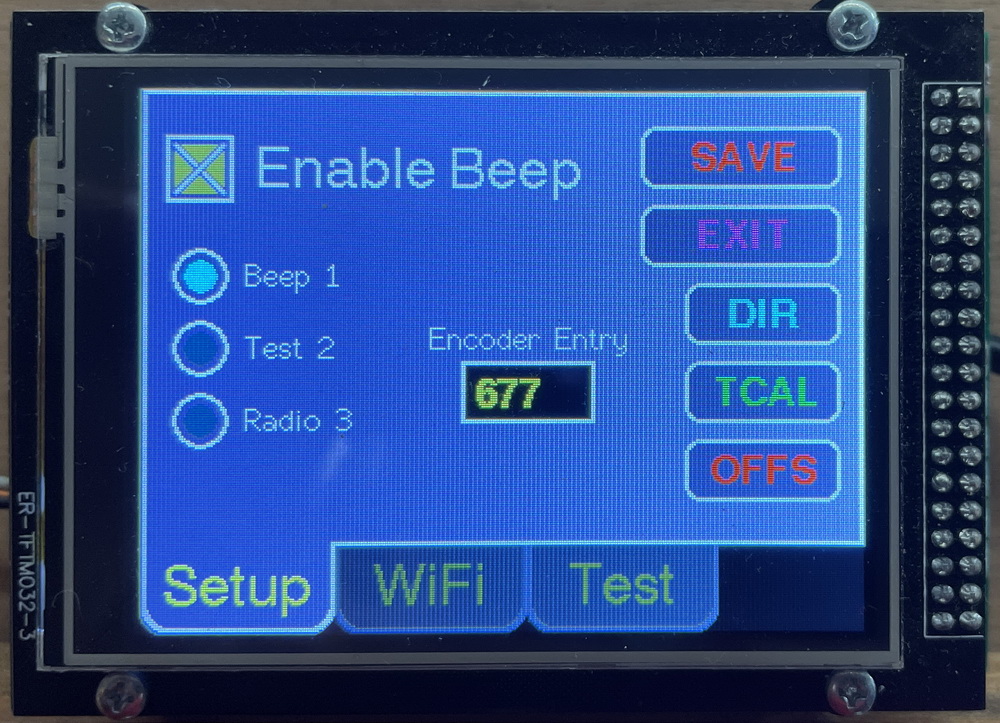 Enable Beep
SAVE
EXIT
Beep 1
DIR
Test 2
Encoder Entry
TCAL
677
Radio 3
OFFS
Setup
WiFi
Test
ER-TFTM032-3